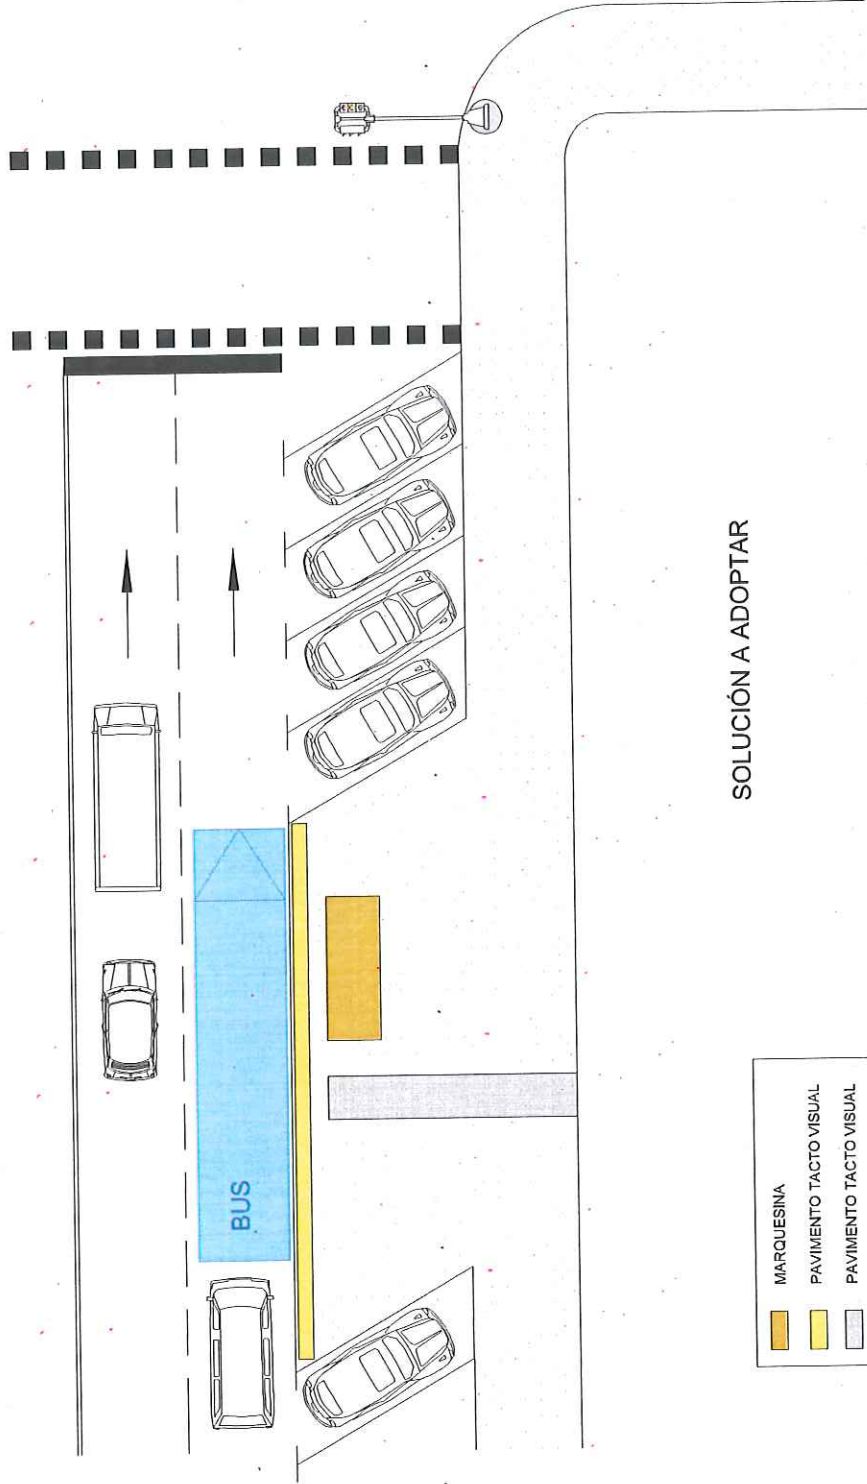 BUS
SOLUCIÓN A ADOPTAR
MARQUESINA
PAVIMENTO TACTO VISUAL
PAVIMENTO TACTO VISUAL